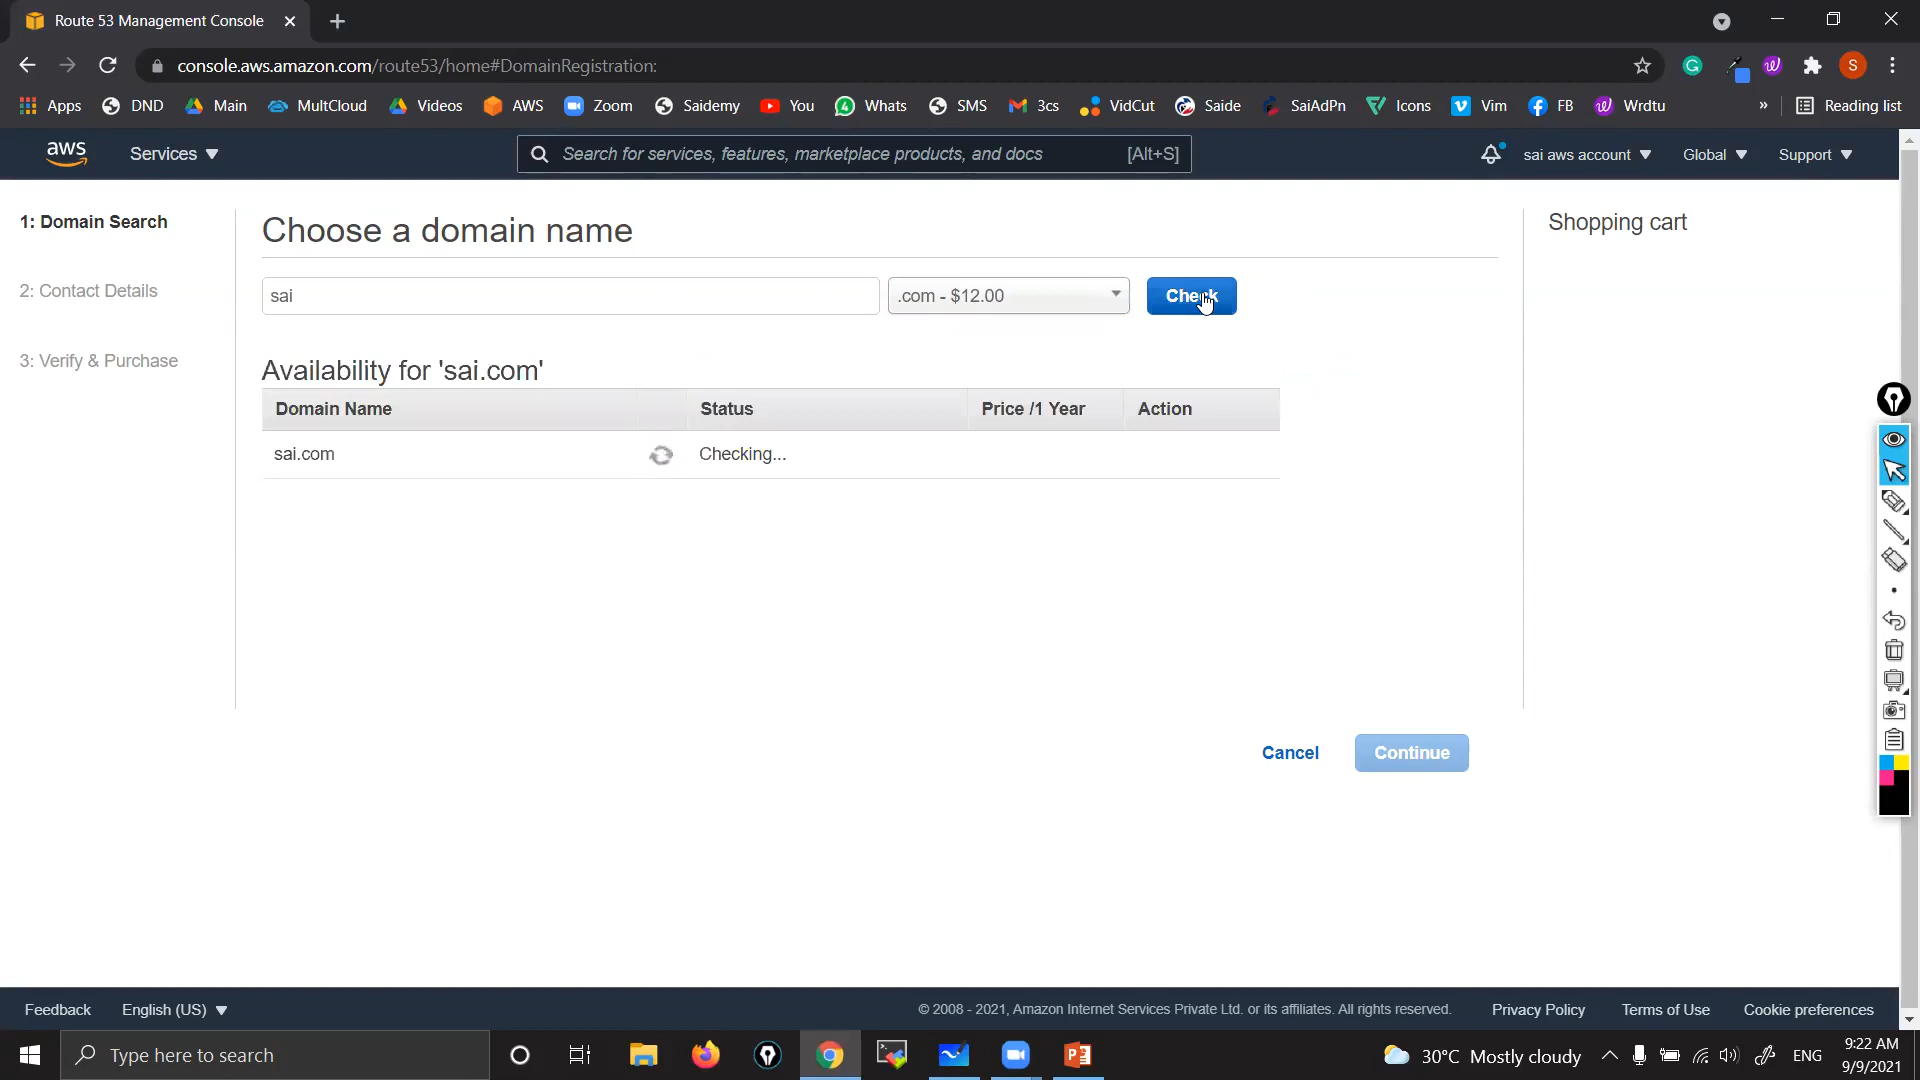 Route 53 Management Console
console.aws.amazon.com/route53/home#DomainRegistration:
S
Apps DND Main MultCloud Videos AWS Zoom Saidemy You Whats SMS 3cs VidCut Saide SaiAdPn Icons Vim FB Wrdtu » Reading list
aws Services Search for services, features, marketplace products, and docs [Alt+S] sai aws account Global Support
1: Domain Search
2: Contact Details
3: Verify & Purchase
Choose a domain name
sai .com - $12.00 Check
Availability for 'sai.com'
Domain Name Status Price /1 Year Action
sai.com Checking...
Cancel Continue
Shopping cart
Feedback English (US) © 2008 - 2021, Amazon Internet Services Private Ltd. or its affiliates. All rights reserved. Privacy Policy Terms of Use Cookie preferences
Type here to search 30°C Mostly cloudy ENG 9:22 AM
9/9/2021